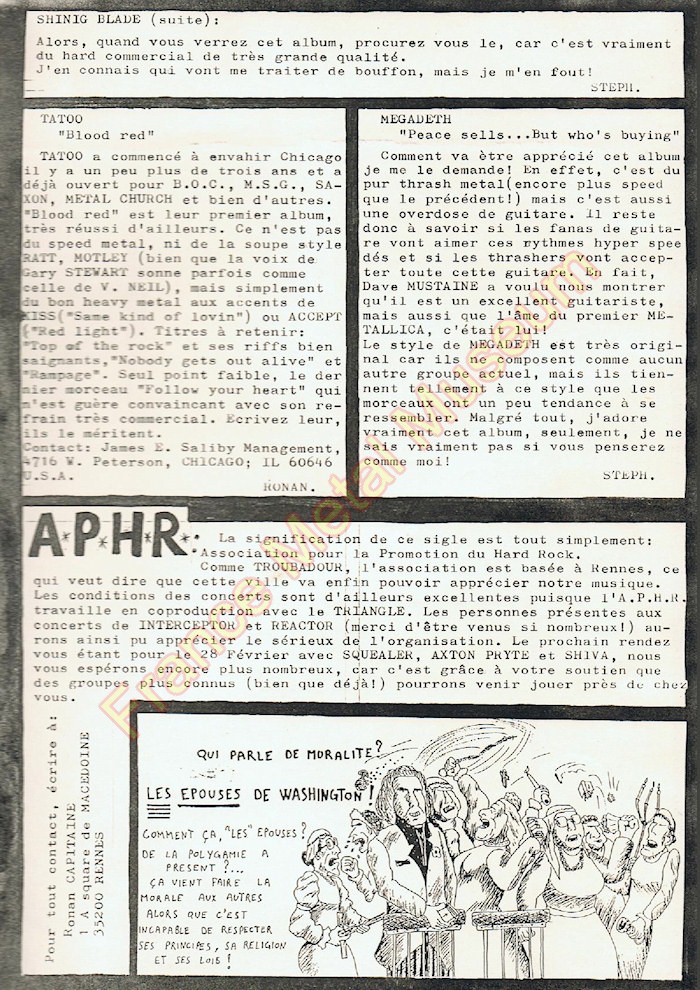 SHINIG BLADE (suite):
Alors, quand vous verrez cet album, procurez vous le, car c'est vraiment
du hard commercial de très grande qualité.
J'en connais qui vont me traiter de bouffon, mais je m'en fout!
STEPH.
TATOO
"Blood red"
TATOO a commencé à envahir Chicago
il y a un peu plus de trois ans et a
déjà ouvert pour B.O.C., M.S.G., SA-
XON, METAL CHURCH et bien d'autres.
"Blood red" est leur premier album,
très réussi d'ailleurs. Ce n'est pas
du speed metal, ni de la soupe style
RATT, MOTLEY (bien que la voix de
Gary STEWART sonne parfois comme
celle de V. NEIL), mais simplement
du bon heavy metal aux accents de
KISS("Same kind of lovin") ou ACCEPT
("Red light"). Titres à retenir:
"Top of the rock" et ses riffs bien
saignants,"Nobody gets out alive" et
"Rampage". Seul point faible, le der
nier morceau "Follow your heart" qui
n'est guère convaincant avec son re-
frain très commercial. Ecrivez leur,
ils le méritent.
Contact: James E. Saliby Management,
4716 W. Peterson, CHICAGO; IL 60646
U.S.A.
RONAN.
MEGADETH
"Peace sells...But who's buying"
Comment va être apprécié cet album
je me le demande! En effet, c'est du
pur thrash metal(encore plus speed
que le précédent!) mais c'est aussi
une overdose de guitare. Il reste
donc à savoir si les fanas de guita-
re vont aimer ces rythmes hyper spee
dés et si les thrashers vont accep-
ter toute cette guitare. En fait,
Dave MUSTAINE a voulu nous montrer
qu'il est un excellent guitariste,
mais aussi que l'âme du premier ME-
TALLICA, c'était lui!
Le style de MEGADETH est très origi-
nal car ils ne composent comme aucun
autre groupe actuel, mais ils tien-
nent tellement à ce style que les
morceaux ont un peu tendance à se
ressembler. Malgré tout, j'adore
vraiment cet album, seulement, je ne
sais vraiment pas si vous penserez
comme moi!
STEPH.
A*P*H*R*: La signification de ce sigle est tout simplement:
Association pour la Promotion du Hard Rock.
Comme TROUBADOUR, l'association est basée à Rennes, ce
qui veut dire que cette ville va enfin pouvoir apprécier notre musique.
Les conditions des concerts sont d'ailleurs excellentes puisque l'A.P.H.R.
travaille en coproduction avec le TRIANGLE. Les personnes présentes aux
concerts de INTERCEPTOR et REACTOR (merci d'être venus si nombreux!) au-
rons ainsi pu apprécier le sérieux de l'organisation. Le prochain rendez
vous étant pour le 28 Février avec SQUEALER, AXTON PRYTE et SHIVA, nous
vous espérons encore plus nombreux, car c'est grâce à votre soutien que
des groupes plus connus (bien que déjà!) pourrons venir jouer près de chez
vous.
Pour tout contact, écrire à:
Ronan CAPITAINE
1 A square de MACEDOINE
35200 RENNES
QUI PARLE DE MORALITE?
LES EPOUSES DE WASHINGTON!
COMMENT ÇA, "LES" EPOUSES?
DE LA POLYGAMIE A
PRESENT ?...
ÇA VIENT FAIRE LA
MORALE AUX AUTRES
ALORS QUE C'EST
INCAPABLE DE RESPECTER
SES PRINCIPES, SA RELIGION
ET SES LOIS !
France Metal Museum